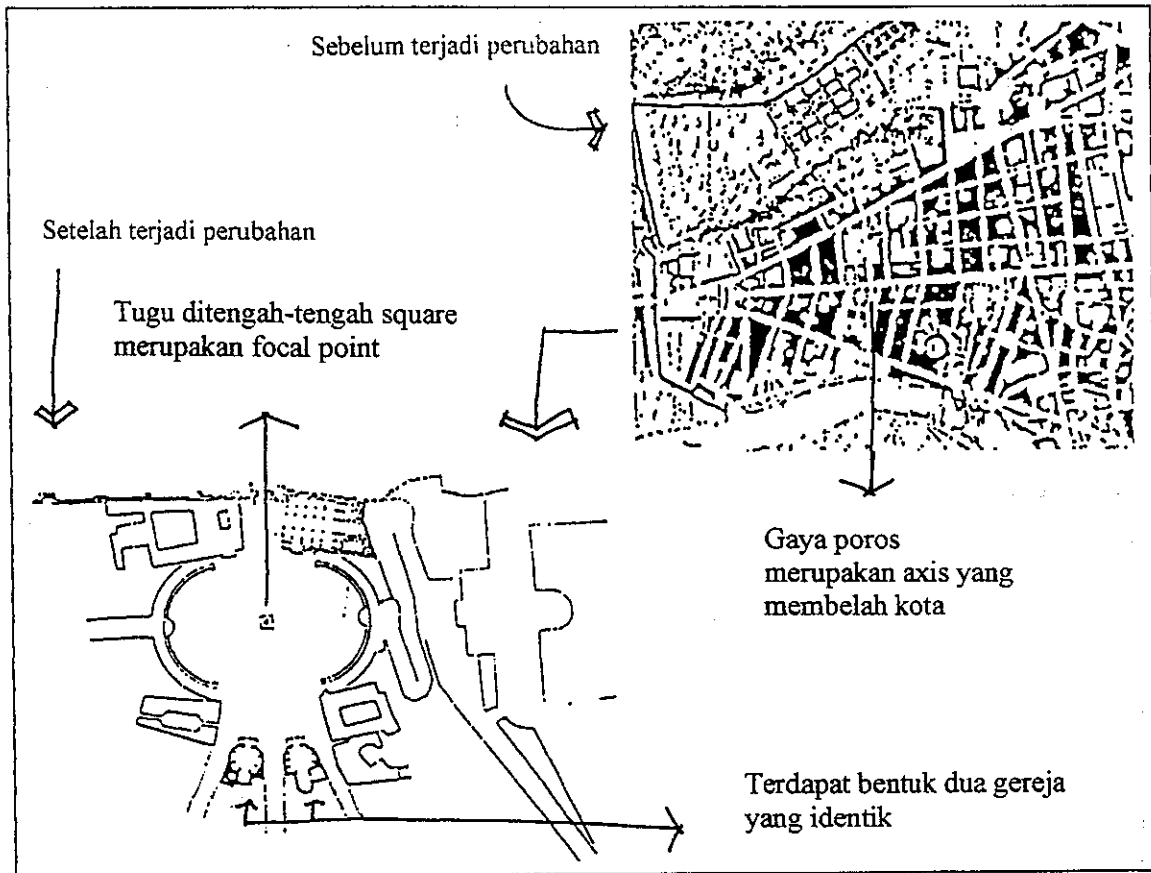 Sebelum terjadi perubahan
Setelah terjadi perubahan
Tugu ditengah-tengah square
merupakan focal point
Gaya poros
merupakan axis yang
membelah kota
Terdapat bentuk dua gereja
yang identik